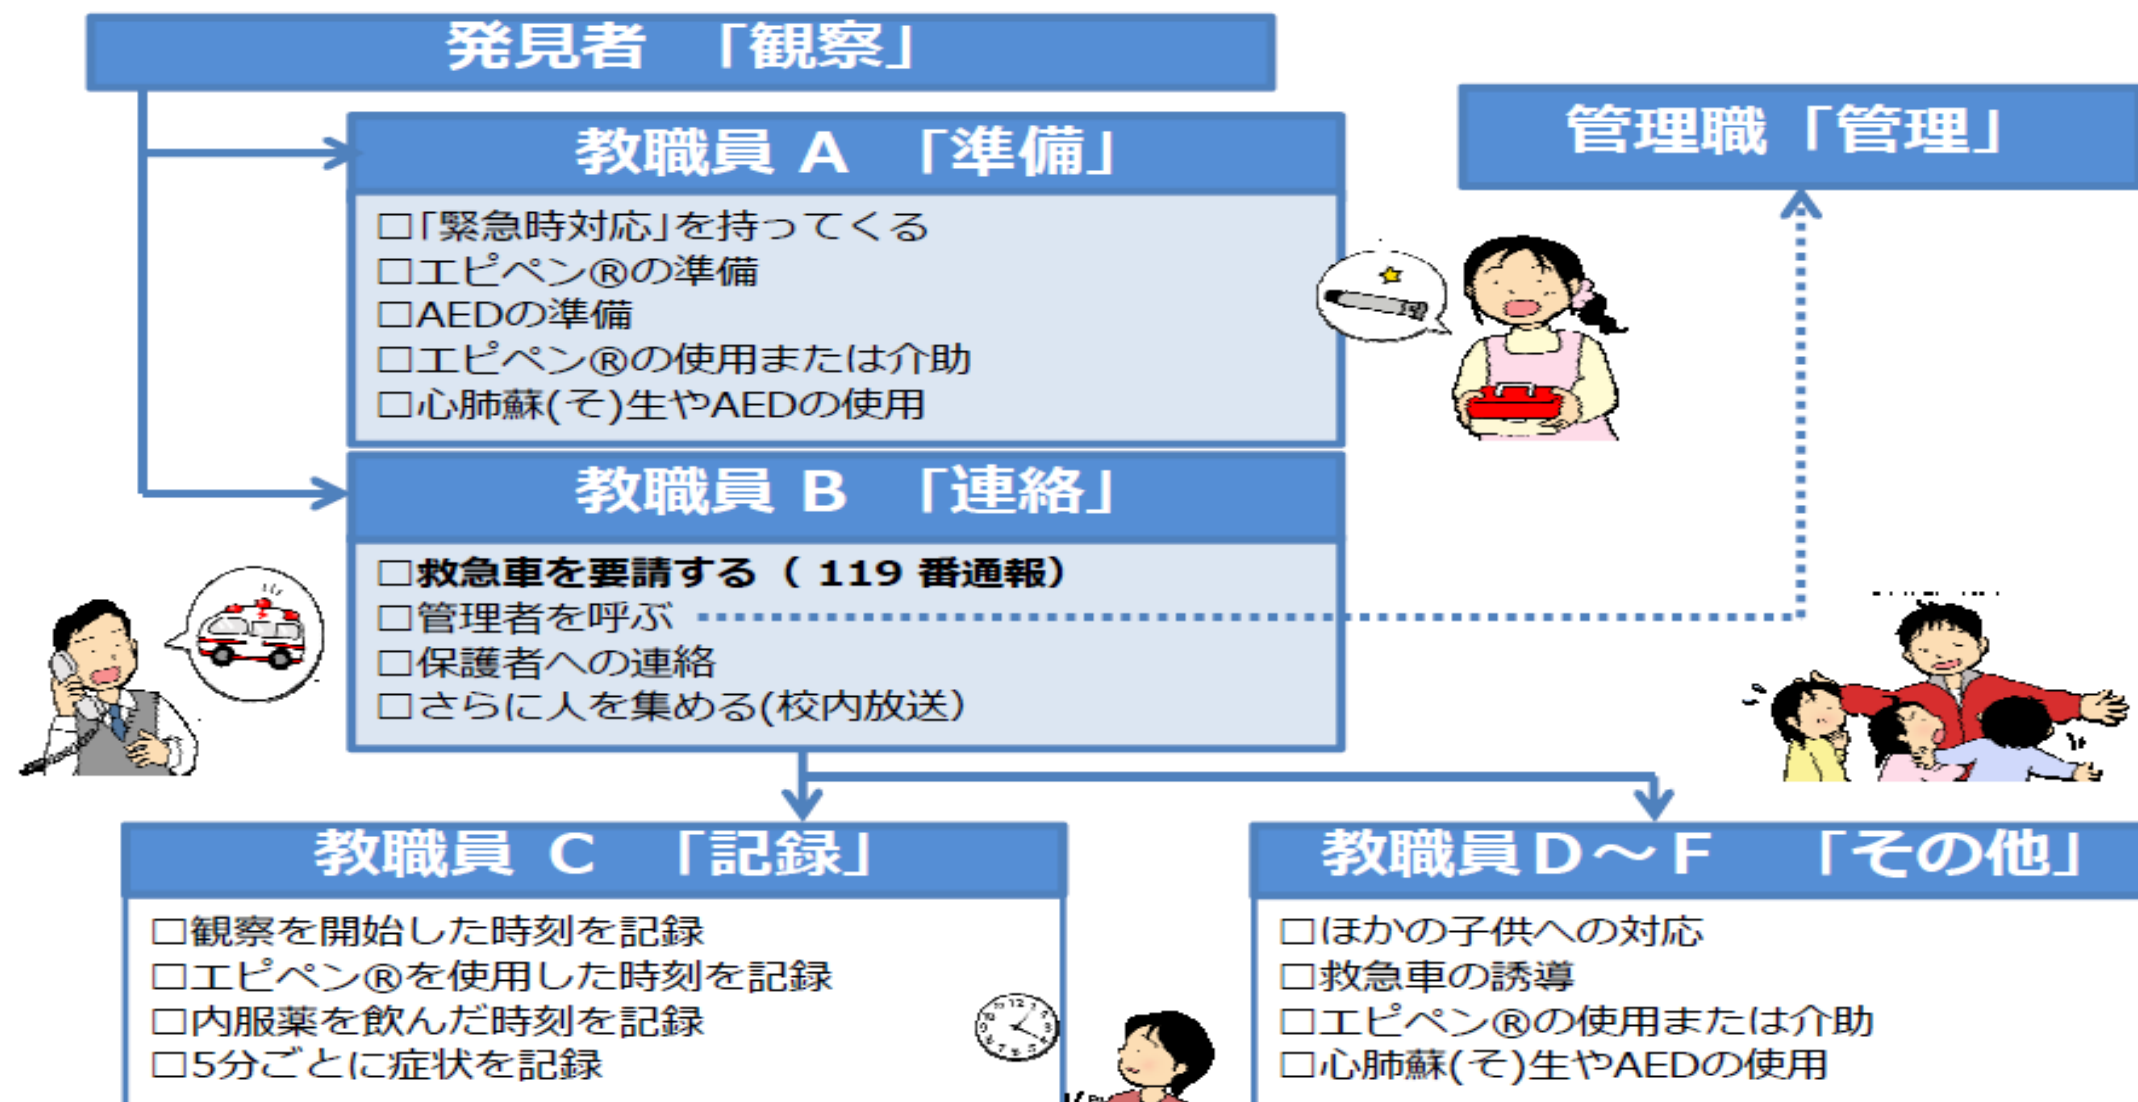 発見者　「観察」
教職員 A　「準備」
□「緊急時対応」を持ってくる
□エピペン®の準備
□AEDの準備
□エピペン®の使用または介助
□心肺蘇(そ)生やAEDの使用
管理職「管理」
教職員 B　「連絡」
□救急車を要請する（ 119 番通報）
□管理者を呼ぶ
□保護者への連絡
□さらに人を集める(校内放送）
教職員 C　「記録」
□観察を開始した時刻を記録
□エピペン®を使用した時刻を記録
□内服薬を飲んだ時刻を記録
□5分ごとに症状を記録
教職員D～F　「その他」
□ほかの子供への対応
□救急車の誘導
□エピペン®の使用または介助
□心肺蘇(そ)生やAEDの使用